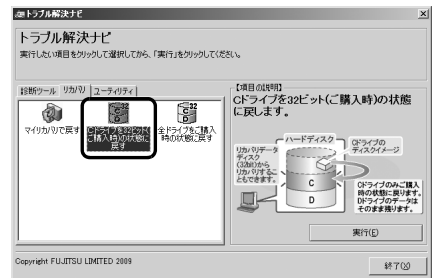 トラブル解決ナビ
トラブル解決ナビ
実行したい項目をクリックして選択してから、「実行」をクリックしてください。
診断ツール
リカバリ
ユーティリティ
マイリカバリで戻す
Cドライブを32ビット(ご購入時)の状態に戻す
全ドライブをご購入時の状態に戻す
【項目の説明】
Cドライブを32ビット(ご購入時)の状態
に戻します。
ハードディスク
Cドライブの
ディスクイメージ
リカバリデータ
ディスク
(32bit)から
リカバリするこ
ともできます。
C
D
Cドライブのみご購入
時の状態に戻ります。
Dドライブのデータは
そのまま残ります。
実行(E)
Copyright FUJITSU LIMITED 2009
終了(X)